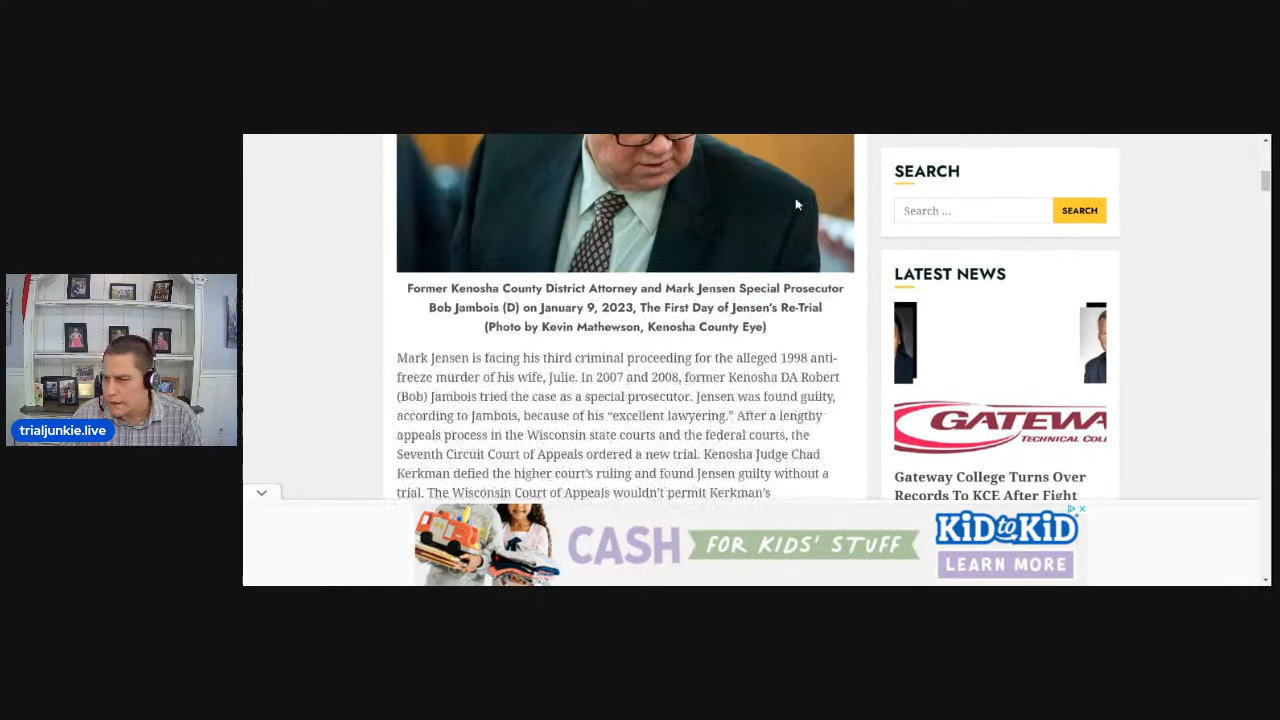 trialjunkie.live
Former Kenosha County District Attorney and Mark Jensen Special Prosecutor
Bob Jambois (D) on January 9, 2023, The First Day of Jensen's Re-Trial
(Photo by Kevin Mathewson, Kenosha County Eye)
Mark Jensen is facing his third criminal proceeding for the alleged 1998 anti-
freeze murder of his wife, Julie. In 2007 and 2008, former Kenosha DA Robert
(Bob) Jambois tried the case as a special prosecutor. Jensen was found guilty,
according to Jambois, because of his “excellent lawyering.” After a lengthy
appeals process in the Wisconsin state courts and the federal courts, the
Seventh Circuit Court of Appeals ordered a new trial. Kenosha Judge Chad
Kerkman defied the higher court's ruling and found Jensen guilty without a
trial. The Wisconsin Court of Appeals wouldn't permit Kerkman's
SEARCH
Search ...
SEARCH
LATEST NEWS
GATEWA
TECHNICAL COLL
Gateway College Turns Over
Records To KCE After Fight
CASH FOR KIDS' STUFF
KiD to KiD
LEARN MORE